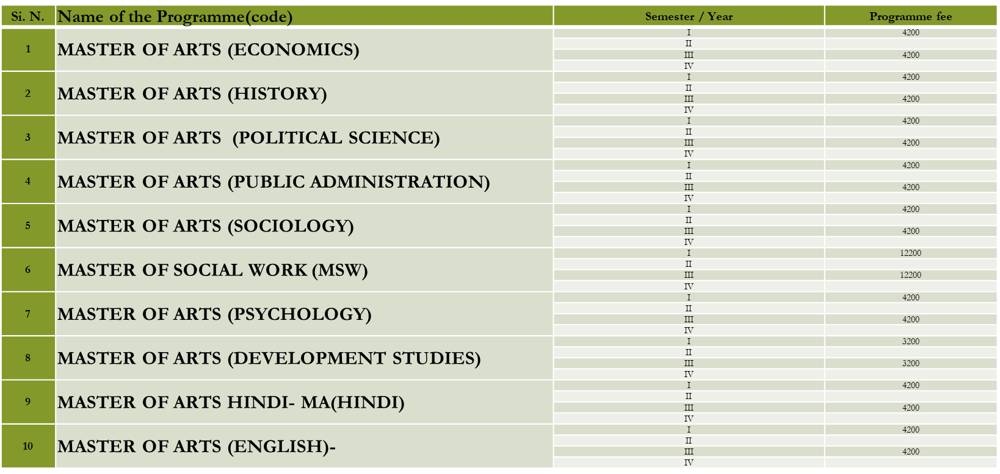 Si. N. Name of the Programme(code) Semester / Year Programme fee
1 MASTER OF ARTS (ECONOMICS) I 4200
II
III 4200
IV
2 MASTER OF ARTS (HISTORY) I 4200
II
III 4200
IV
3 MASTER OF ARTS (POLITICAL SCIENCE) I 4200
II
III 4200
IV
4 MASTER OF ARTS (PUBLIC ADMINISTRATION) I 4200
II
III 4200
IV
5 MASTER OF ARTS (SOCIOLOGY) I 4200
II
III 4200
IV
6 MASTER OF SOCIAL WORK (MSW) I 12200
II
III 12200
IV
7 MASTER OF ARTS (PSYCHOLOGY) I 4200
II
III 4200
IV
8 MASTER OF ARTS (DEVELOPMENT STUDIES) I 3200
II
III 3200
IV
9 MASTER OF ARTS HINDI- MA(HINDI) I 4200
II
III 4200
IV
10 MASTER OF ARTS (ENGLISH)- I 4200
II
III 4200
IV